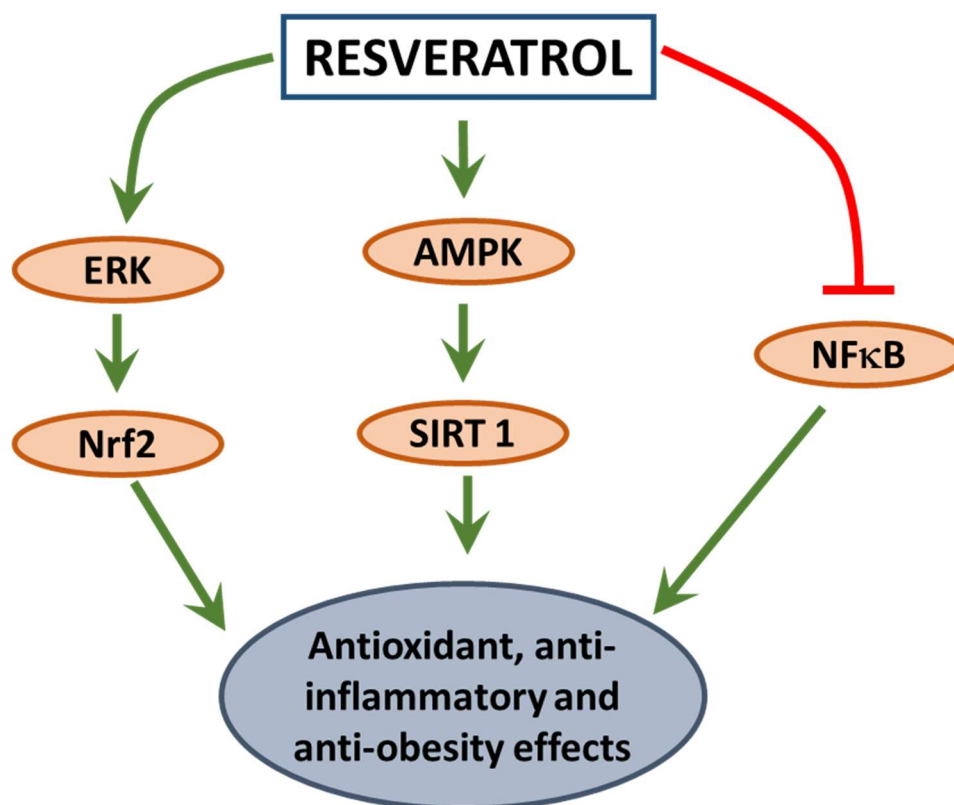 RESVERATROL
ERK
AMPK
NFκB
Nrf2
SIRT 1
Antioxidant, anti-
inflammatory and
anti-obesity effects